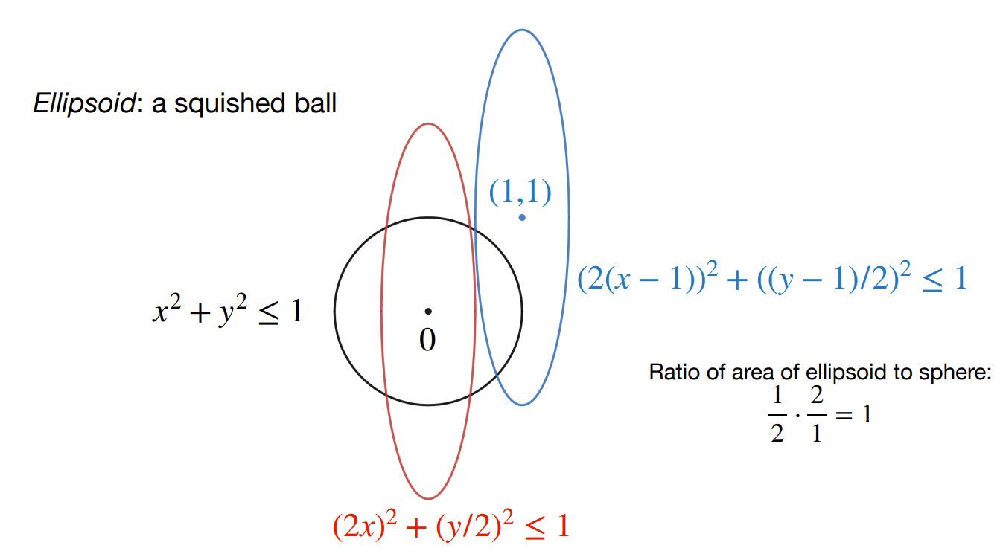 Ellipsoid: a squished ball
(1,1)
(2(x − 1))² + ((y − 1)/2)² ≤ 1
x² + y² ≤ 1
0
Ratio of area of ellipsoid to sphere:
1/2 · 2/1 = 1
(2x)² + (y/2)² ≤ 1